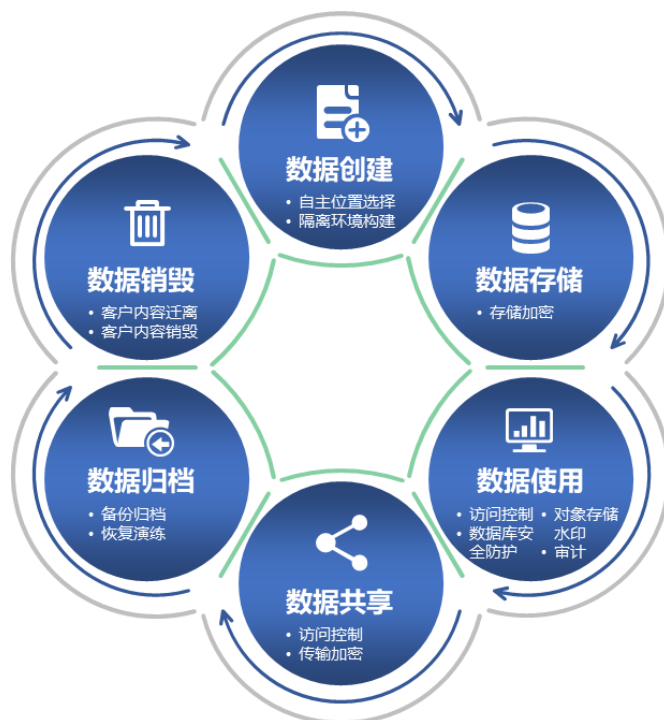 数据创建
• 自主位置选择
• 隔离环境构建
数据存储
• 存储加密
数据使用
• 访问控制
• 数据库安
全防护
• 对象存储
水印
• 审计
数据共享
• 访问控制
• 传输加密
数据归档
• 备份归档
• 恢复演练
数据销毁
• 客户内容迁离
• 客户内容销毁